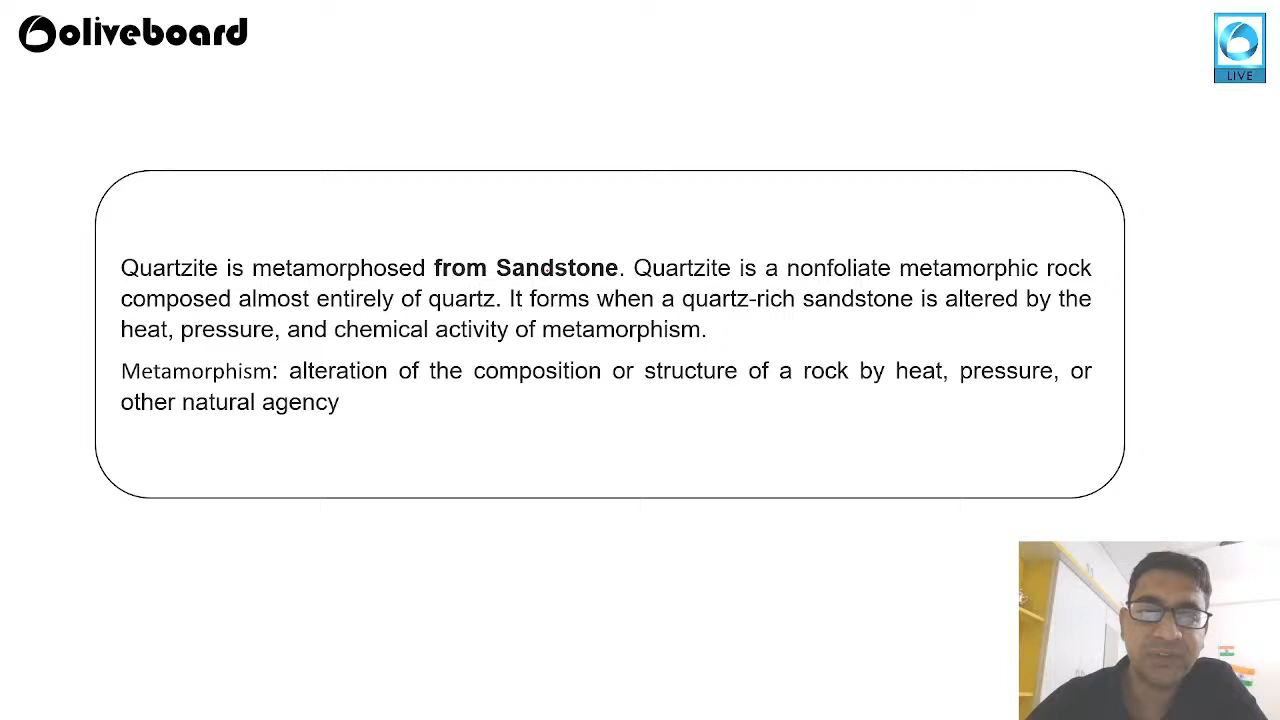 oliveboard
LIVE
Quartzite is metamorphosed from Sandstone. Quartzite is a nonfoliate metamorphic rock
composed almost entirely of quartz. It forms when a quartz-rich sandstone is altered by the
heat, pressure, and chemical activity of metamorphism.
Metamorphism: alteration of the composition or structure of a rock by heat, pressure, or
other natural agency